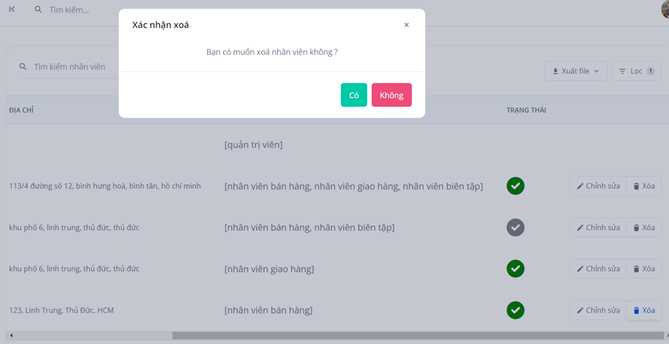 Tìm kiếm...
Xác nhận xoá
×
Bạn có muốn xoá nhân viên không ?
Có
Không
Tìm kiếm nhân viên
Xuất file
Lọc 1
ĐỊA CHỈ
TRẠNG THÁI
[quản trị viên]
113/4 đường số 12, bình hưng hoà, bình tân, hồ chí minh [nhân viên bán hàng, nhân viên giao hàng, nhân viên biên tập] Chỉnh sửa Xóa
khu phố 6, linh trung, thủ đức, thủ đức [nhân viên bán hàng, nhân viên biên tập] Chỉnh sửa Xóa
khu phố 6, linh trung, thủ đức, thủ đức [nhân viên giao hàng] Chỉnh sửa Xóa
123, Linh Trung, Thủ Đức, HCM [nhân viên bán hàng] Chỉnh sửa Xóa